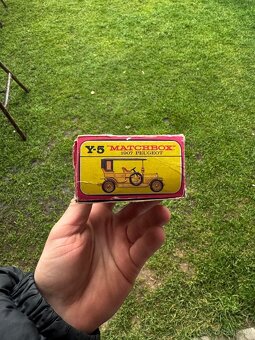 Y-5 "MATCHBOX"
1907 PEUGEOT